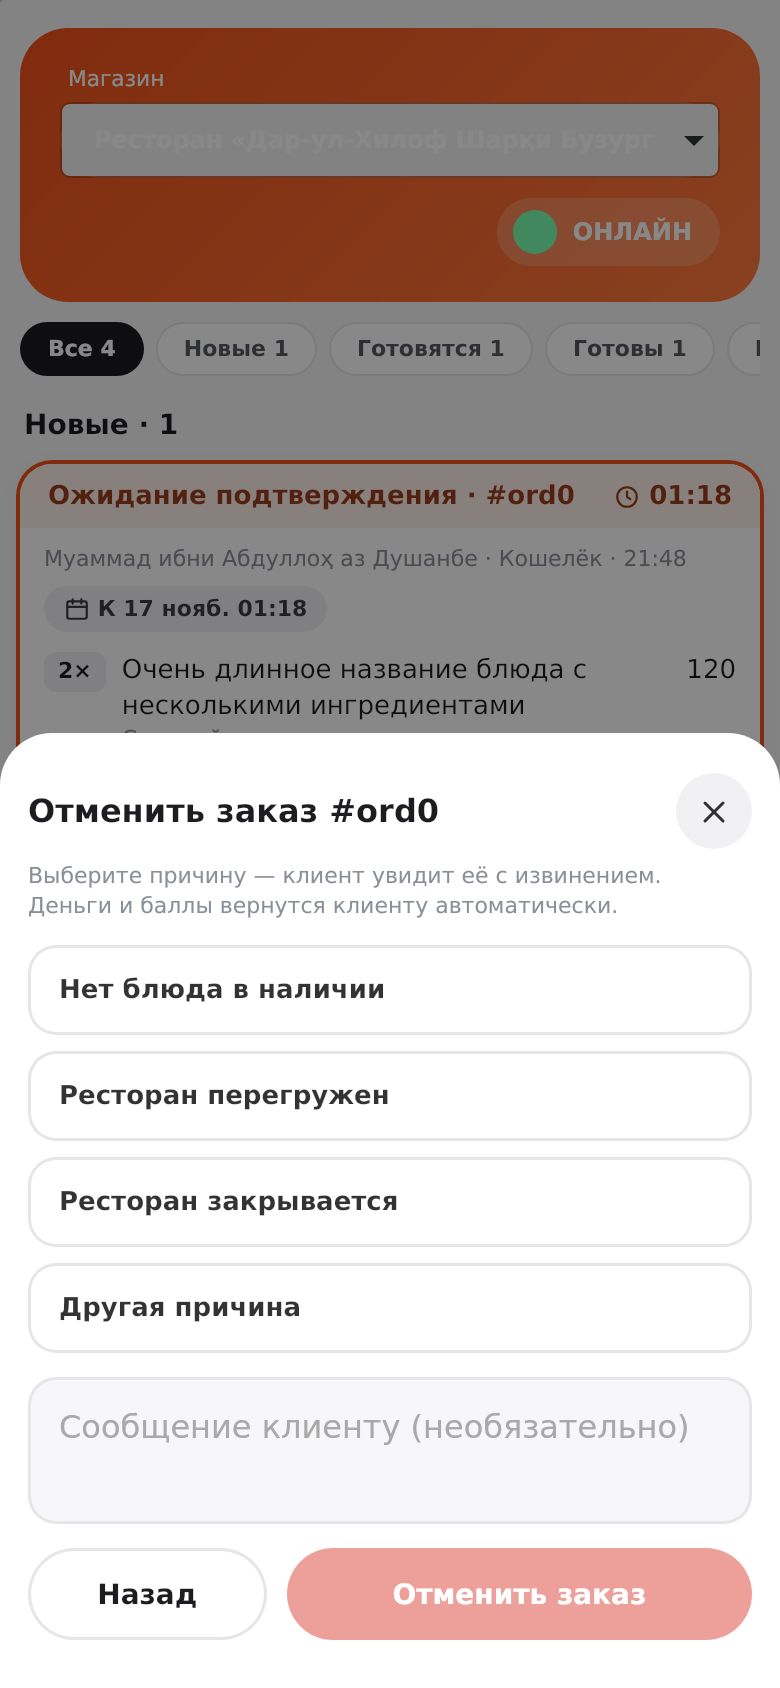 Магазин
Ресторан «Дар-ул-Хилоф Шарқи Бузург
ОНЛАЙН
Все 4
Новые 1
Готовятся 1
Готовы 1
Новые · 1
Ожидание подтверждения · #ord0
01:18
Муаммад ибни Абдуллоҳ аз Душанбе · Кошелёк · 21:48
К 17 нояб. 01:18
2×
Очень длинное название блюда с
120
несколькими ингредиентами
Отменить заказ #ord0
Выберите причину — клиент увидит её с извинением.
Деньги и баллы вернутся клиенту автоматически.
Нет блюда в наличии
Ресторан перегружен
Ресторан закрывается
Другая причина
Сообщение клиенту (необязательно)
Назад
Отменить заказ